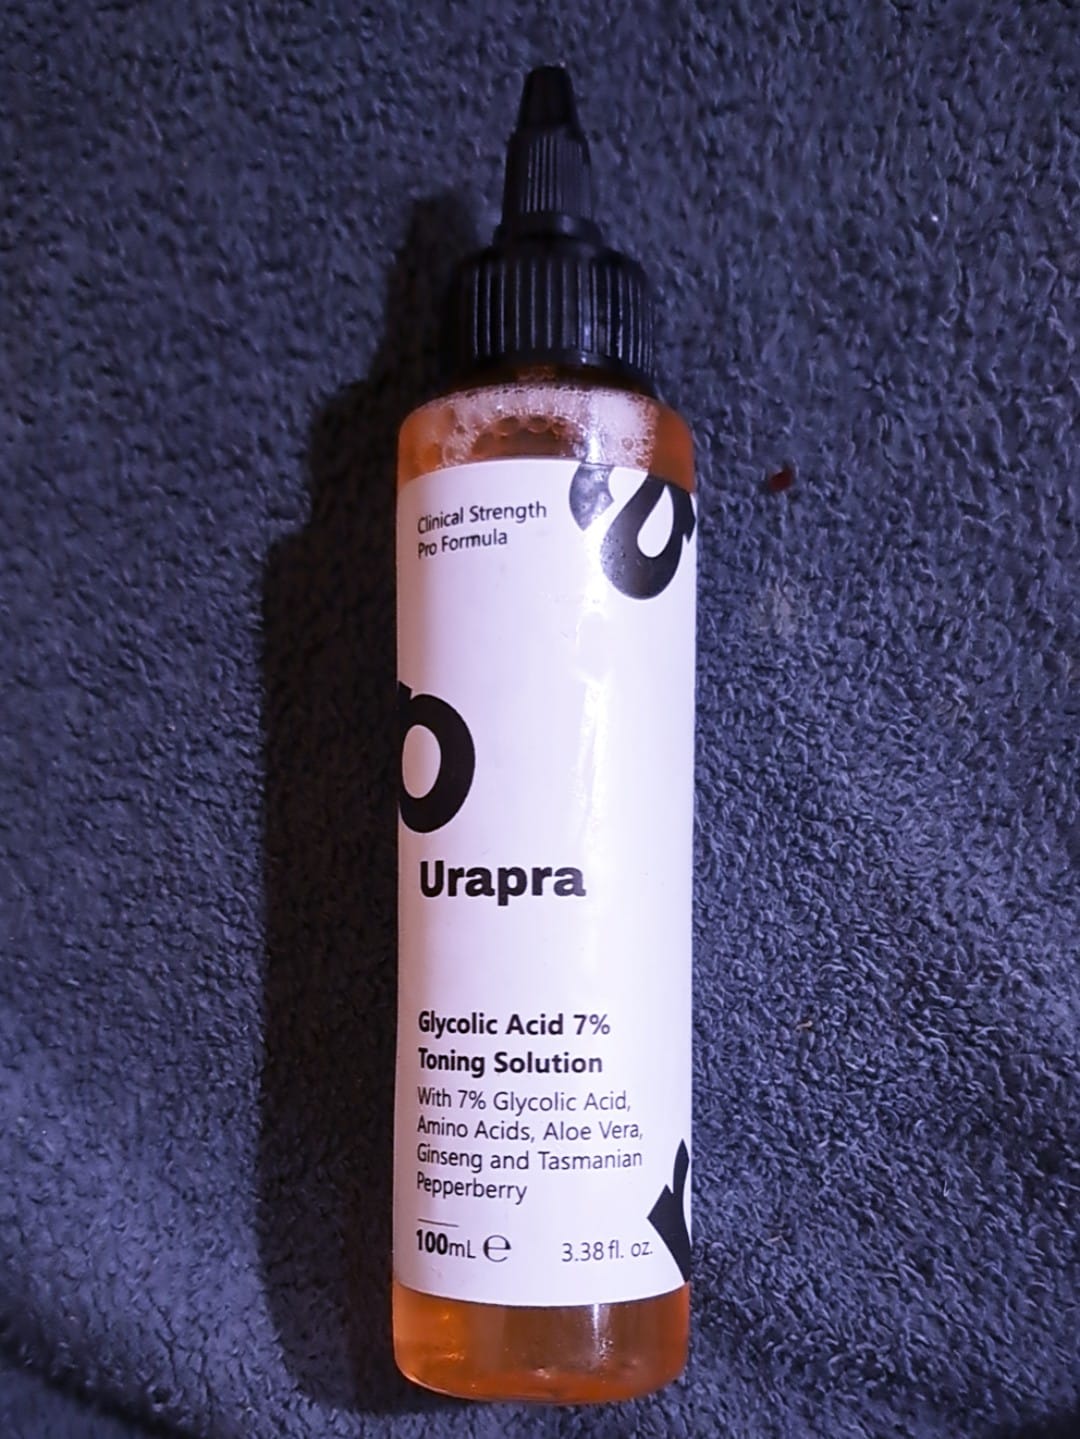 Clinical Strength
Pro Formula
Urapra
Glycolic Acid 7%
Toning Solution
With 7% Glycolic Acid,
Amino Acids, Aloe Vera,
Ginseng and Tasmanian
Pepperberry
100mL ℮
3.38 fl. oz.